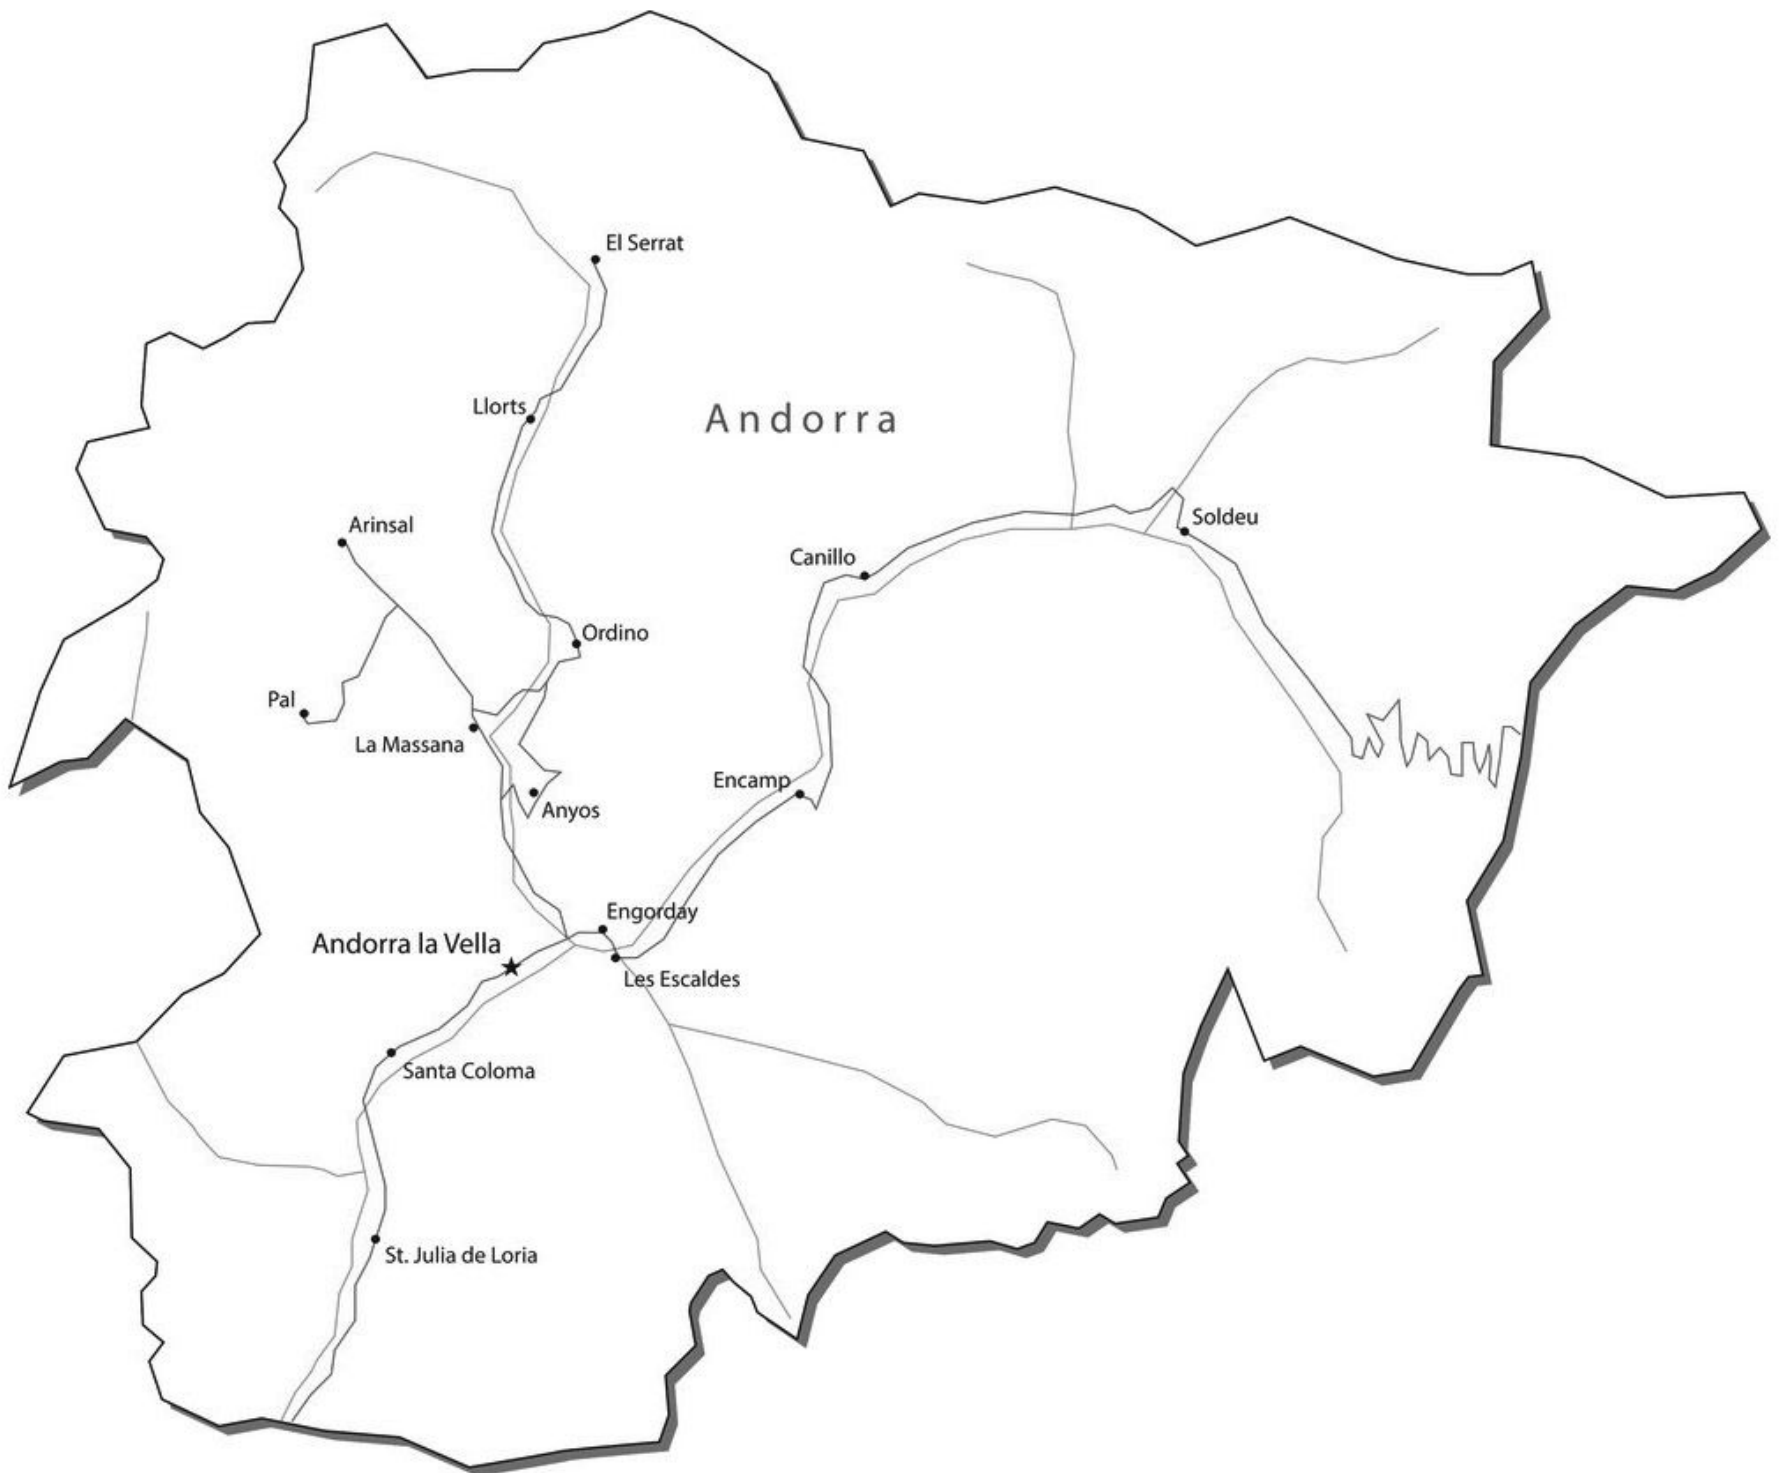 El Serrat
Llorts
Andorra
Arinsal
Soldeu
Canillo
Ordino
Pal
La Massana
Encamp
Anyos
Engorday
Andorra la Vella
Les Escaldes
Santa Coloma
St. Julia de Loria